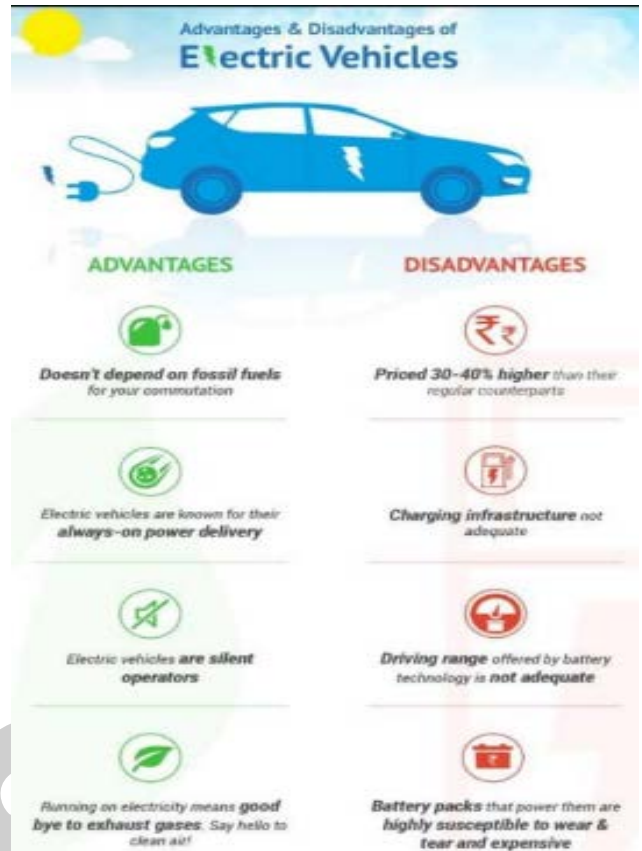 Advantages & Disadvantages of
Electric Vehicles
ADVANTAGES
DISADVANTAGES
Doesn't depend on fossil fuels
for your commutation
Priced 30-40% higher than their
regular counterparts
Electric vehicles are known for their
always-on power delivery
Charging infrastructure not
adequate
Electric vehicles are silent
operators
Driving range offered by battery
technology is not adequate
Running on electricity means good
bye to exhaust gases. Say hello to
clean air!
Battery packs that power them are
highly susceptible to wear &
tear and expensive